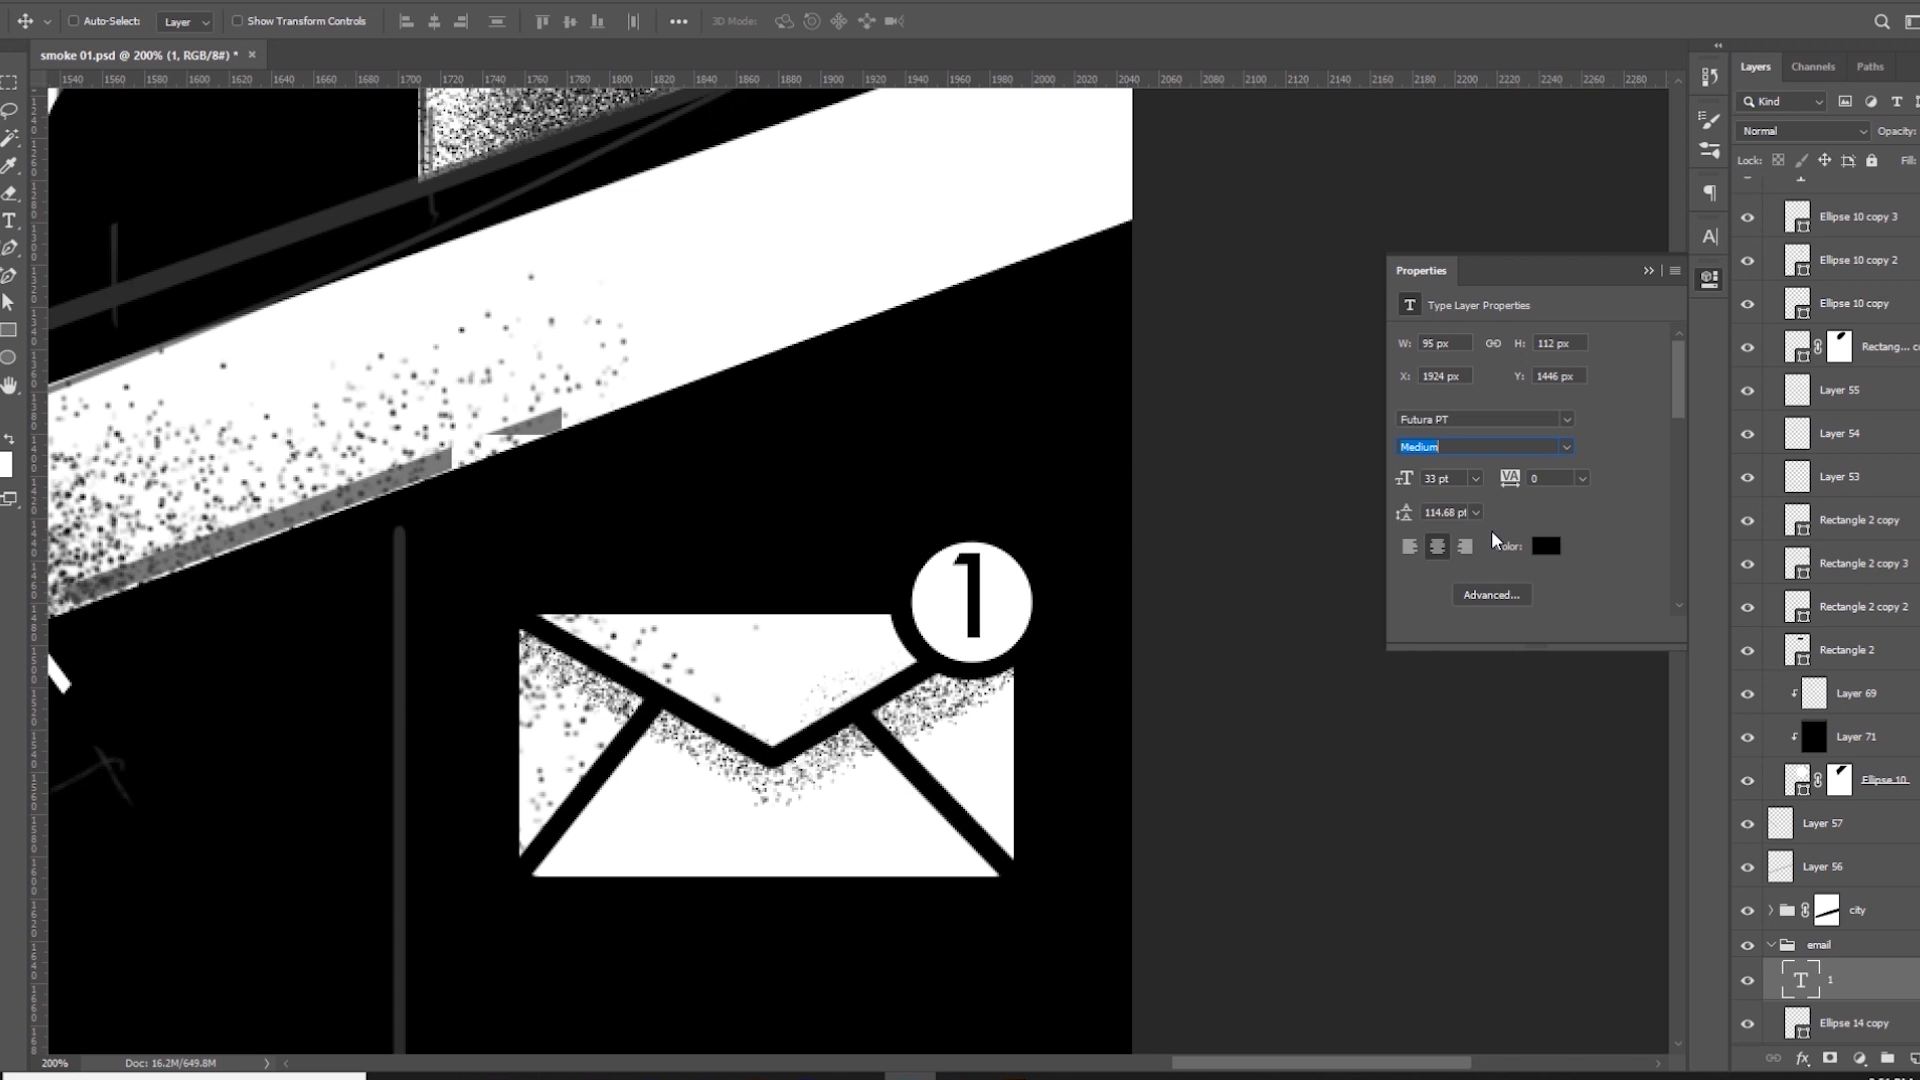 Auto-Select:
Layer
Show Transform Controls
3D Mode:
smoke 01.psd @ 200% (1, RGB/8#) *
1540 1560 1580 1600 1620 1640 1660 1680 1700 1720 1740 1760 1780 1800 1820 1840 1860 1880 1900 1920 1940 1960 1980 2000 2020 2040 2060 2080 2100 2120 2140 2160 2180 2200 2220 2240 2260 2280
Layers Channels Paths
Kind
Normal Opacity:
Lock: Fill:
Ellipse 10 copy 3
Ellipse 10 copy 2
Ellipse 10 copy
Rectang...
Layer 55
Layer 54
Layer 53
Rectangle 2 copy
Rectangle 2 copy 3
Rectangle 2 copy 2
Rectangle 2
Layer 69
Layer 71
Ellipse 10
Layer 57
Layer 56
city
email
T 1
Ellipse 14 copy
Properties
T Type Layer Properties
W: 95 px H: 112 px
X: 1924 px Y: 1446 px
Futura PT
Medium
33 pt VA 0
114.68 pt
Color:
Advanced...
1
200% Doc: 16.2M/649.8M